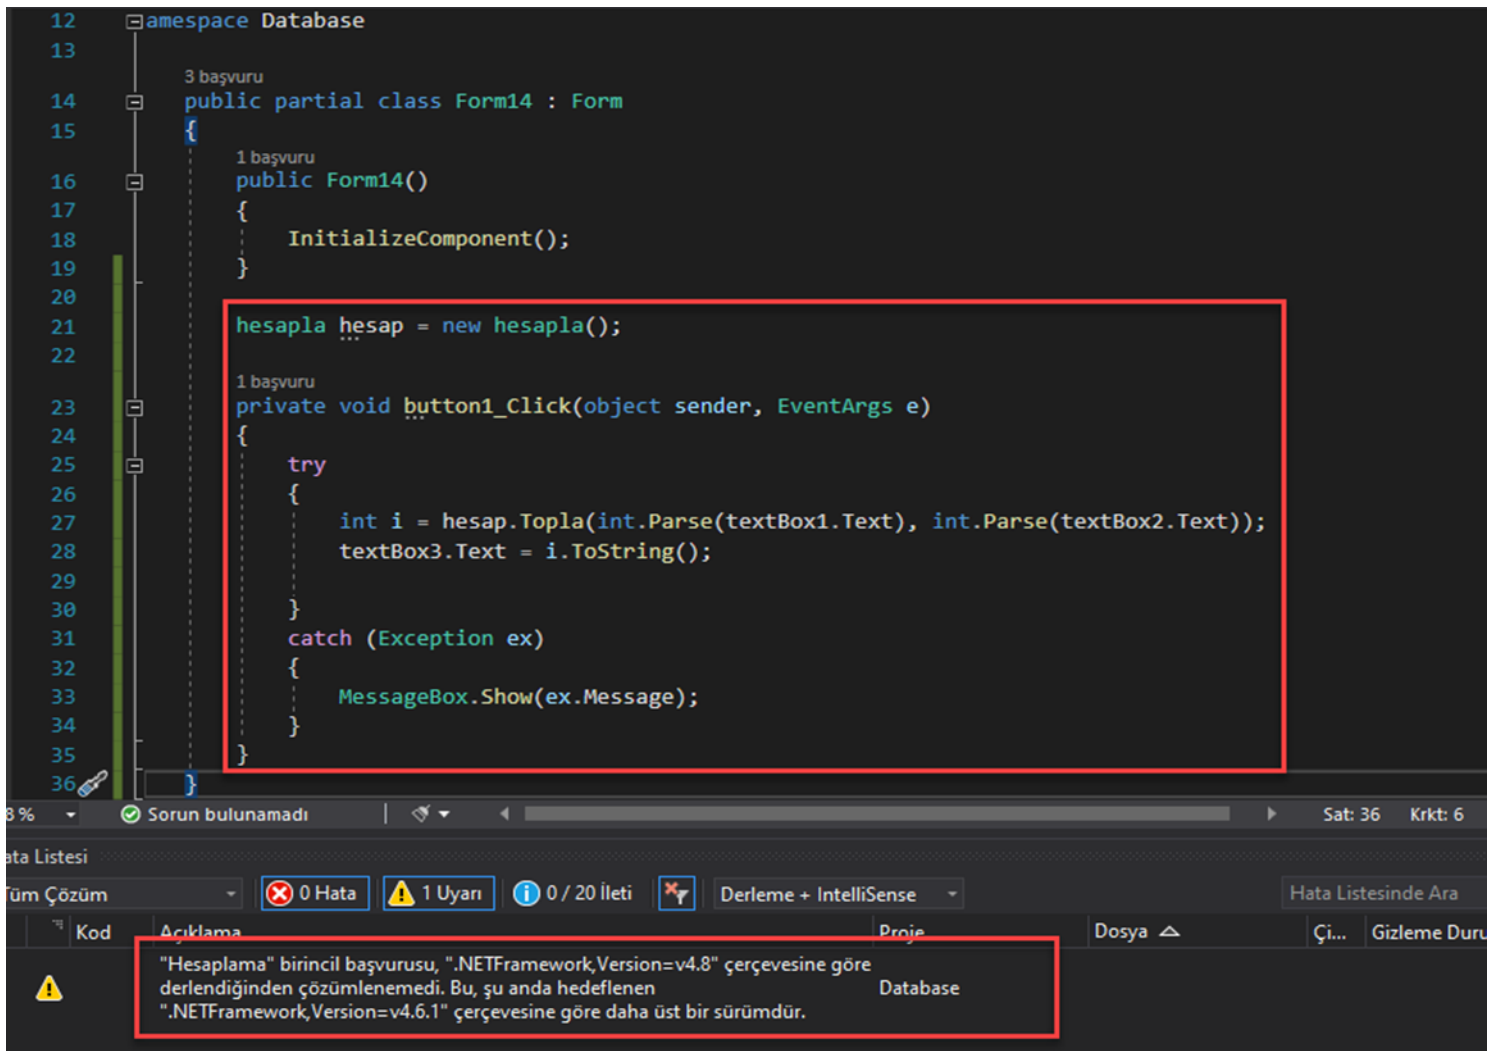 12 amespace Database
13
3 başvuru
14 public partial class Form14 : Form
15 {
1 başvuru
16 public Form14()
17 {
18 InitializeComponent();
19 }
20
21 hesapla hesap = new hesapla();
22
1 başvuru
23 private void button1_Click(object sender, EventArgs e)
24 {
25 try
26 {
27 int i = hesap.Topla(int.Parse(textBox1.Text), int.Parse(textBox2.Text));
28 textBox3.Text = i.ToString();
29
30 }
31 catch (Exception ex)
32 {
33 MessageBox.Show(ex.Message);
34 }
35 }
36 }
8 % Sorun bulunamadı Sat: 36 Krkt: 6
ata Listesi
Tüm Çözüm 0 Hata 1 Uyarı 0 / 20 İleti Derleme + IntelliSense Hata Listesinde Ara
Kod Açıklama Proje Dosya Çi... Gizleme Duru
"Hesaplama" birincil başvurusu, ".NETFramework,Version=v4.8" çerçevesine göre
derlendiğinden çözümlenemedi. Bu, şu anda hedeflenen Database
".NETFramework,Version=v4.6.1" çerçevesine göre daha üst bir sürümdür.